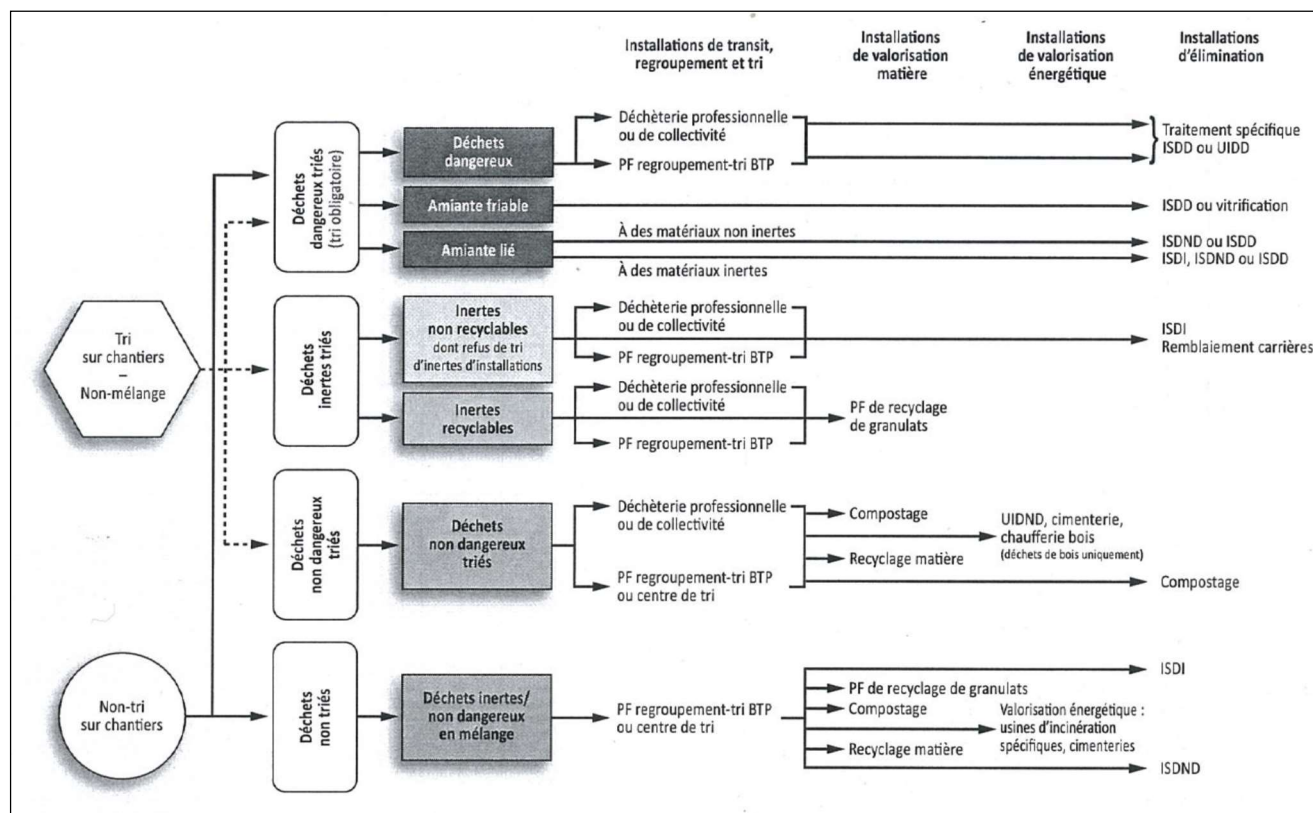 Installations de transit,
regroupement et tri
Installations
de valorisation
matière
Installations
de valorisation
énergétique
Installations
d'élimination
Tri
sur chantiers
–
Non-mélange
Non-tri
sur chantiers
Déchets
dangereux triés
(tri obligatoire)
Déchets
dangereux
Déchèterie professionnelle
ou de collectivité
PF regroupement-tri BTP
Traitement spécifique
ISDD ou UIDD
Amiante friable
ISDD ou vitrification
Amiante lié
À des matériaux non inertes
ISDND ou ISDD
À des matériaux inertes
ISDI, ISDND ou ISDD
Déchets
inertes triés
Inertes
non recyclables
dont refus de tri
d'inertes d'installations
Déchèterie professionnelle
ou de collectivité
PF regroupement-tri BTP
ISDI
Remblaiement carrières
Inertes
recyclables
Déchèterie professionnelle
ou de collectivité
PF regroupement-tri BTP
PF de recyclage
de granulats
Déchets
non dangereux
triés
Déchets
non dangereux
triés
Déchèterie professionnelle
ou de collectivité
PF regroupement-tri BTP
ou centre de tri
Compostage
UIDND, cimenterie,
chaufferie bois
(déchets de bois uniquement)
Recyclage matière
Compostage
Déchets
non triés
Déchets inertes/
non dangereux
en mélange
PF regroupement-tri BTP
ou centre de tri
ISDI
PF de recyclage de granulats
Compostage
Valorisation énergétique :
usines d'incinération
spécifiques, cimenteries
Recyclage matière
ISDND